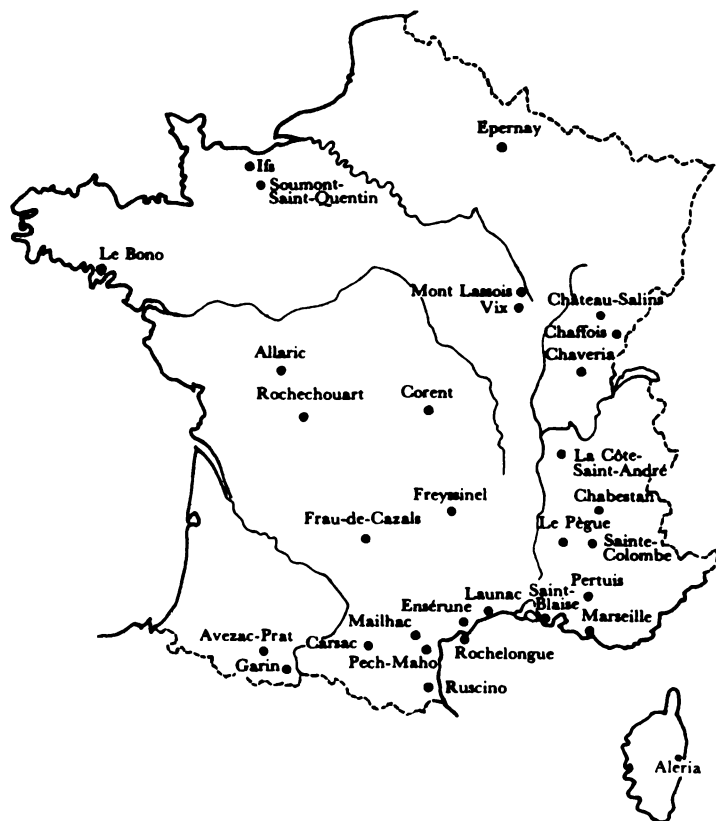 Epernay
Ifs
Soumont-
Saint-Quentin
Le Bono
Mont Lassois
Vix
Château-Salins
Chaffois
Chaveria
Allaric
Rochechouart
Corent
La Côte-
Saint-André
Freyssinel
Chabestan
Frau-de-Cazals
Le Pègue
Sainte-
Colombe
Pertuis
Saint-
Blaise
Launac
Ensérune
Marseille
Mailhac
Avezac-Prat
Carsac
Pech-Maho
Rochelongue
Garin
Ruscino
Aleria